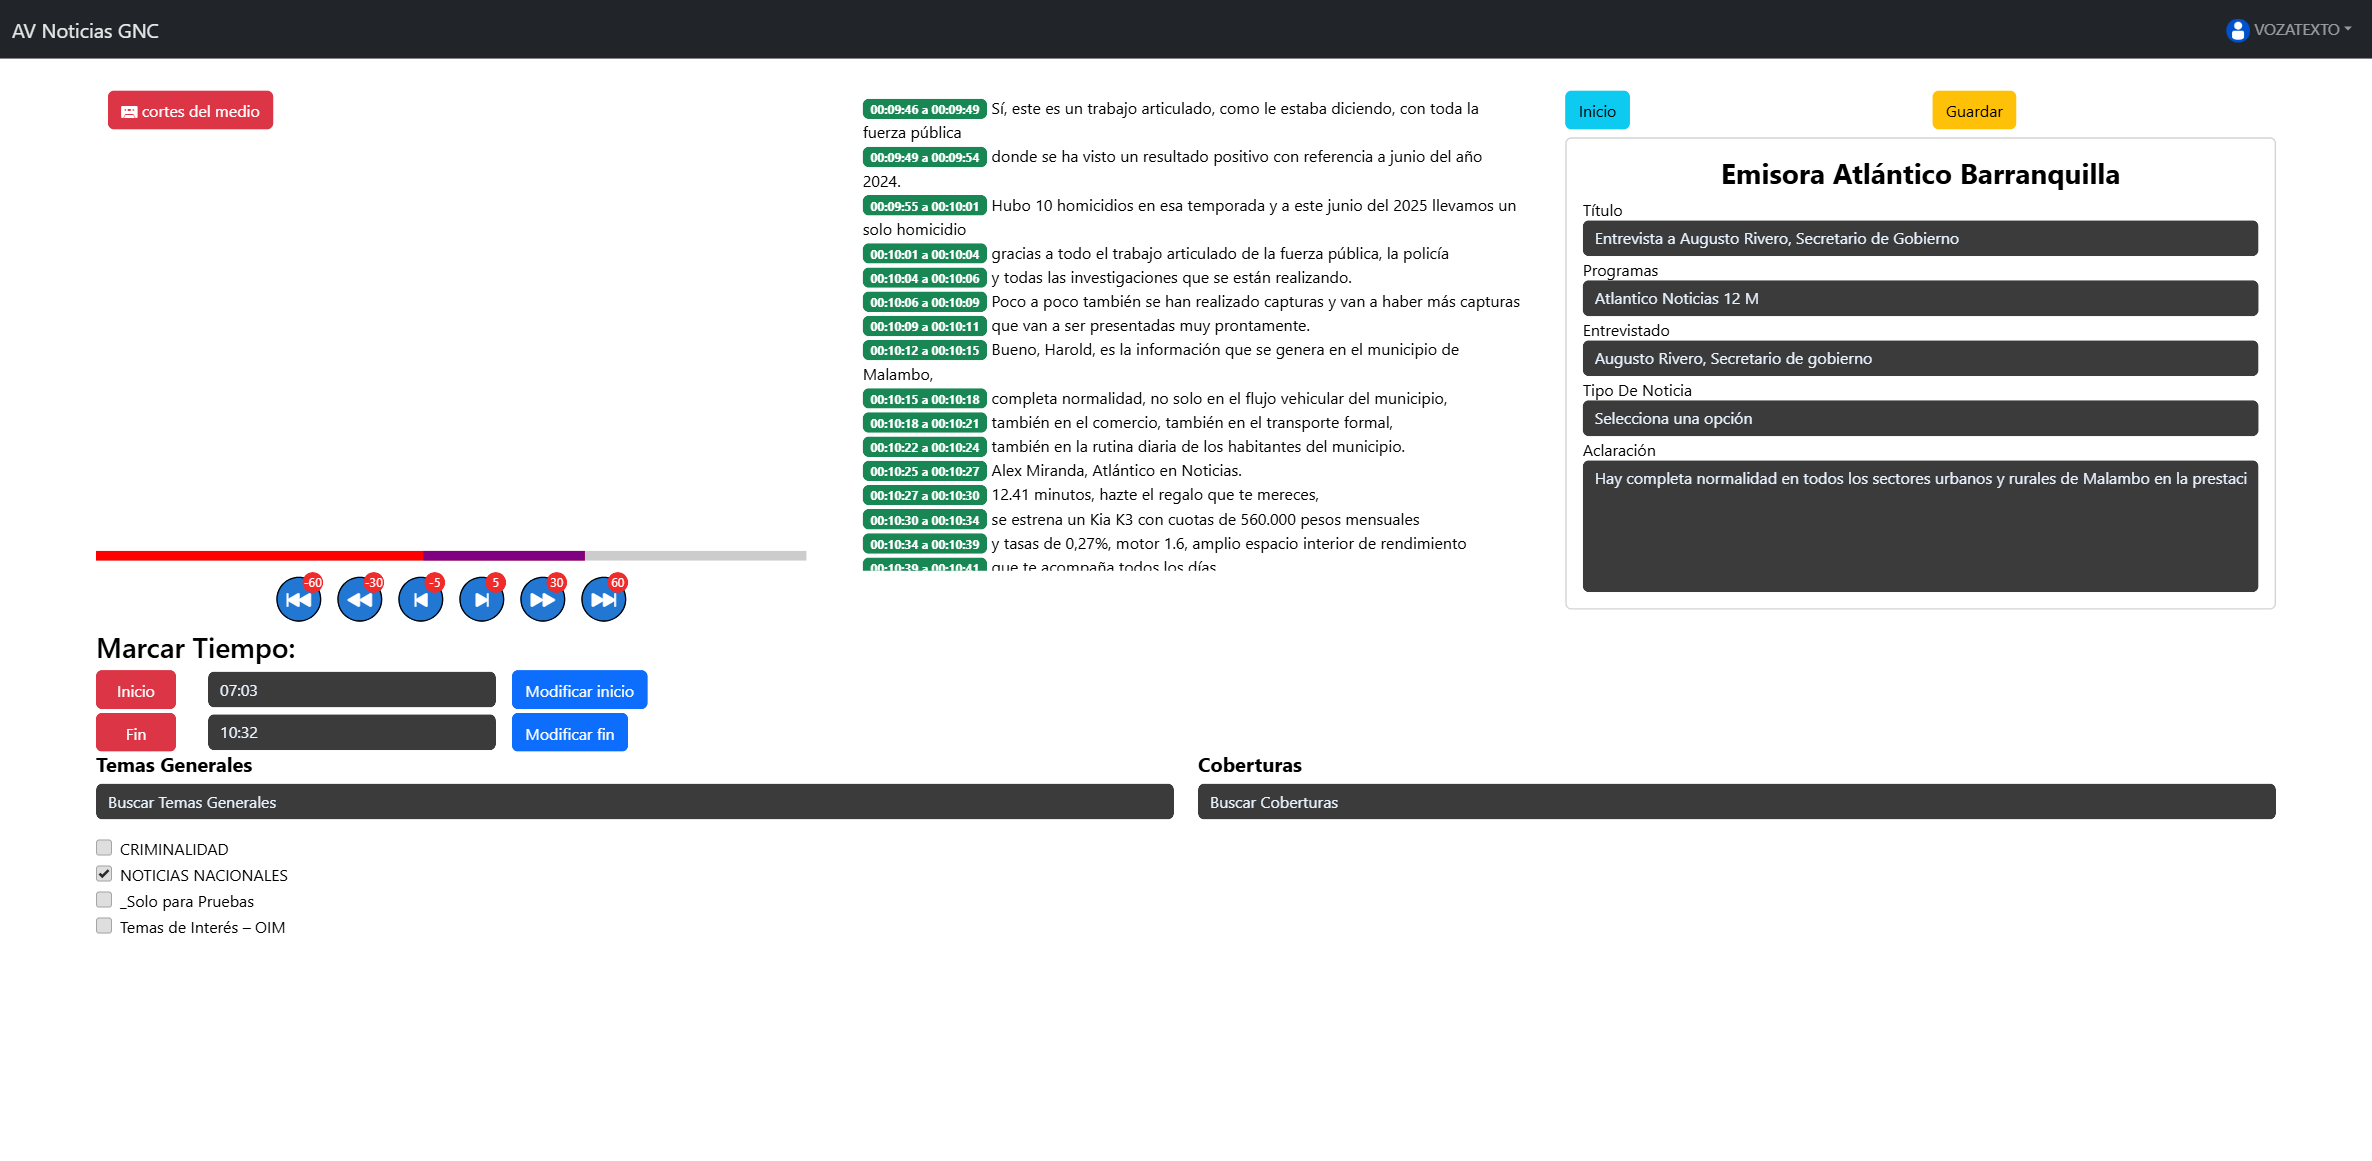 AV Noticias GNC
VOZATEXTO
cortes del medio
-60
-30
-5
5
30
60
Marcar Tiempo:
Inicio
07:03
Modificar inicio
Fin
10:32
Modificar fin
00:09:46 a 00:09:49 Sí, este es un trabajo articulado, como le estaba diciendo, con toda la
fuerza pública
00:09:49 a 00:09:54 donde se ha visto un resultado positivo con referencia a junio del año
2024.
00:09:55 a 00:10:01 Hubo 10 homicidios en esa temporada y a este junio del 2025 llevamos un
solo homicidio
00:10:01 a 00:10:04 gracias a todo el trabajo articulado de la fuerza pública, la policía
00:10:04 a 00:10:06 y todas las investigaciones que se están realizando.
00:10:06 a 00:10:09 Poco a poco también se han realizado capturas y van a haber más capturas
00:10:09 a 00:10:11 que van a ser presentadas muy prontamente.
00:10:12 a 00:10:15 Bueno, Harold, es la información que se genera en el municipio de
Malambo,
00:10:15 a 00:10:18 completa normalidad, no solo en el flujo vehicular del municipio,
00:10:18 a 00:10:21 también en el comercio, también en el transporte formal,
00:10:22 a 00:10:24 también en la rutina diaria de los habitantes del municipio.
00:10:25 a 00:10:27 Alex Miranda, Atlántico en Noticias.
00:10:27 a 00:10:30 12.41 minutos, hazte el regalo que te mereces,
00:10:30 a 00:10:34 se estrena un Kia K3 con cuotas de 560.000 pesos mensuales
00:10:34 a 00:10:39 y tasas de 0,27%, motor 1.6, amplio espacio interior de rendimiento
00:10:39 a 00:10:41 que te acompaña todos los días
Inicio
Guardar
Emisora Atlántico Barranquilla
Título
Entrevista a Augusto Rivero, Secretario de Gobierno
Programas
Atlantico Noticias 12 M
Entrevistado
Augusto Rivero, Secretario de gobierno
Tipo De Noticia
Selecciona una opción
Aclaración
Hay completa normalidad en todos los sectores urbanos y rurales de Malambo en la prestaci
Temas Generales
Buscar Temas Generales
CRIMINALIDAD
NOTICIAS NACIONALES
_Solo para Pruebas
Temas de Interés – OIM
Coberturas
Buscar Coberturas